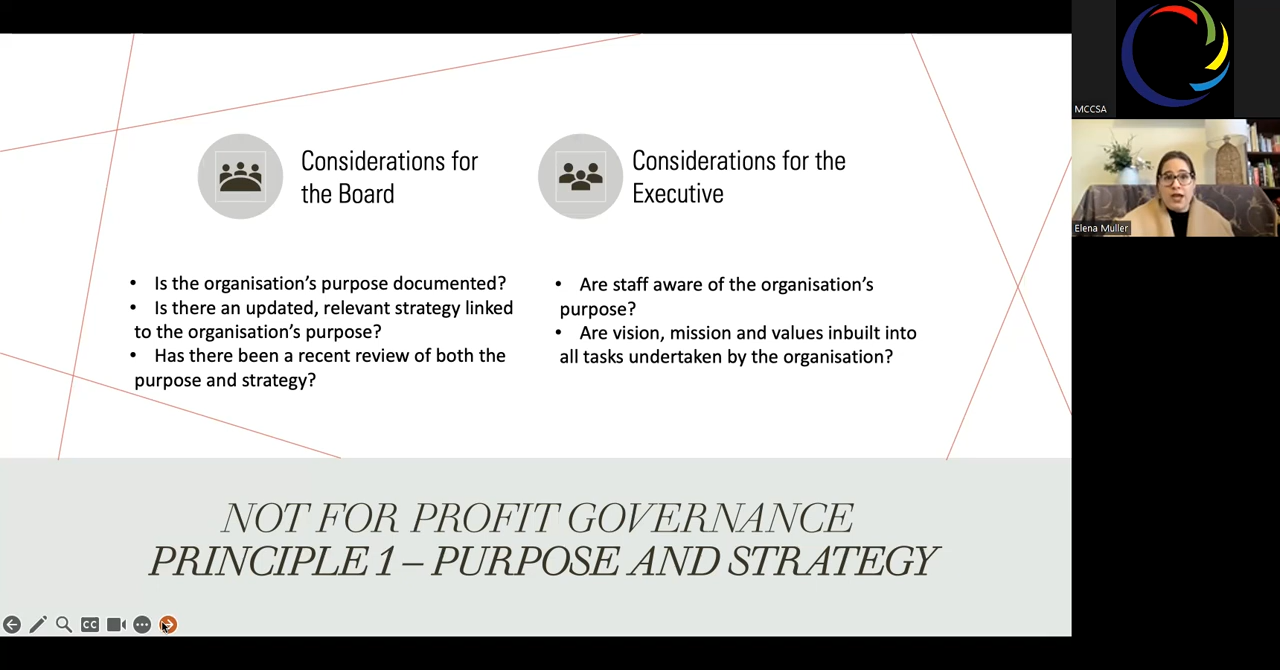 Considerations for
the Board
• Is the organisation's purpose documented?
• Is there an updated, relevant strategy linked
to the organisation's purpose?
• Has there been a recent review of both the
purpose and strategy?
Considerations for the
Executive
• Are staff aware of the organisation's
purpose?
• Are vision, mission and values inbuilt into
all tasks undertaken by the organisation?
NOT FOR PROFIT GOVERNANCE
PRINCIPLE 1 – PURPOSE AND STRATEGY
CC
MCCSA
Elena Muller